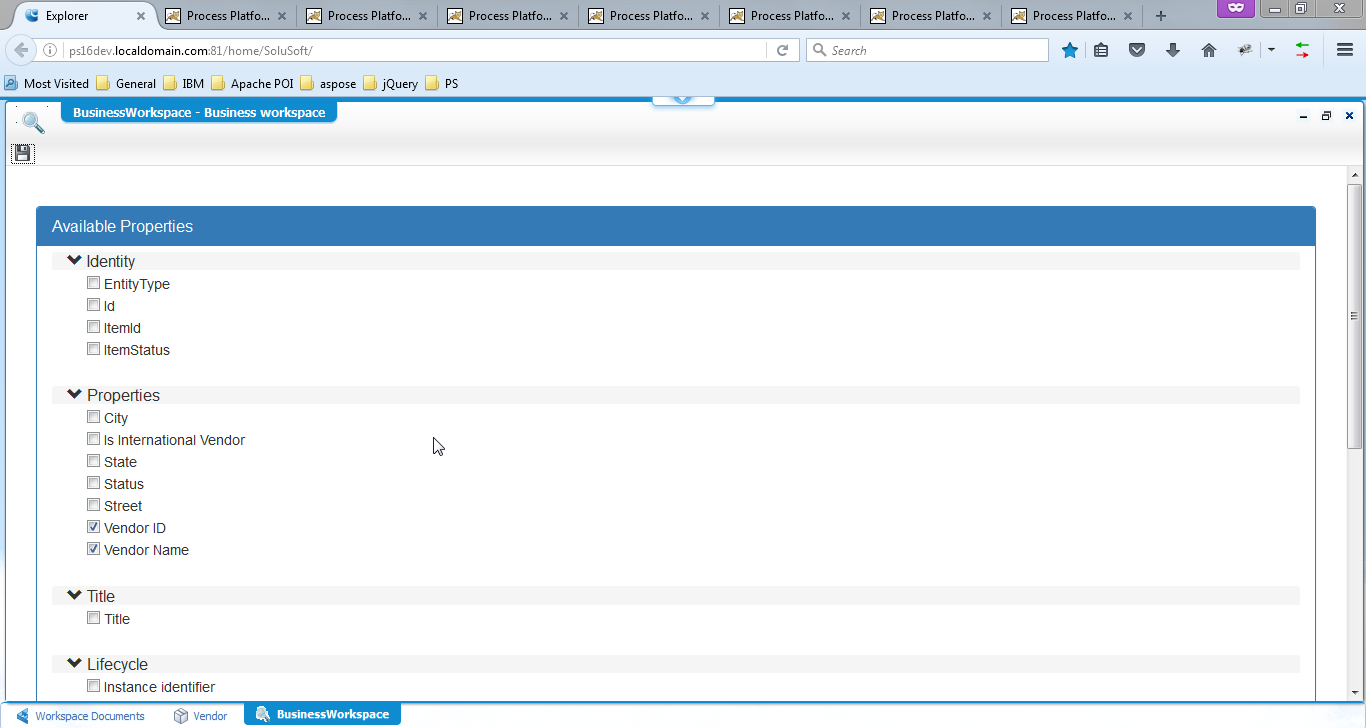 Explorer Process Platfo... Process Platfo... Process Platfo... Process Platfo... Process Platfo... Process Platfo... Process Platfo...
ps16dev.localdomain.com:81/home/SoluSoft/ Search
Most Visited General IBM Apache POI aspose jQuery PS
BusinessWorkspace - Business workspace
Available Properties
Identity
EntityType
Id
ItemId
ItemStatus
Properties
City
Is International Vendor
State
Status
Street
Vendor ID
Vendor Name
Title
Title
Lifecycle
Instance identifier
Workspace Documents Vendor BusinessWorkspace